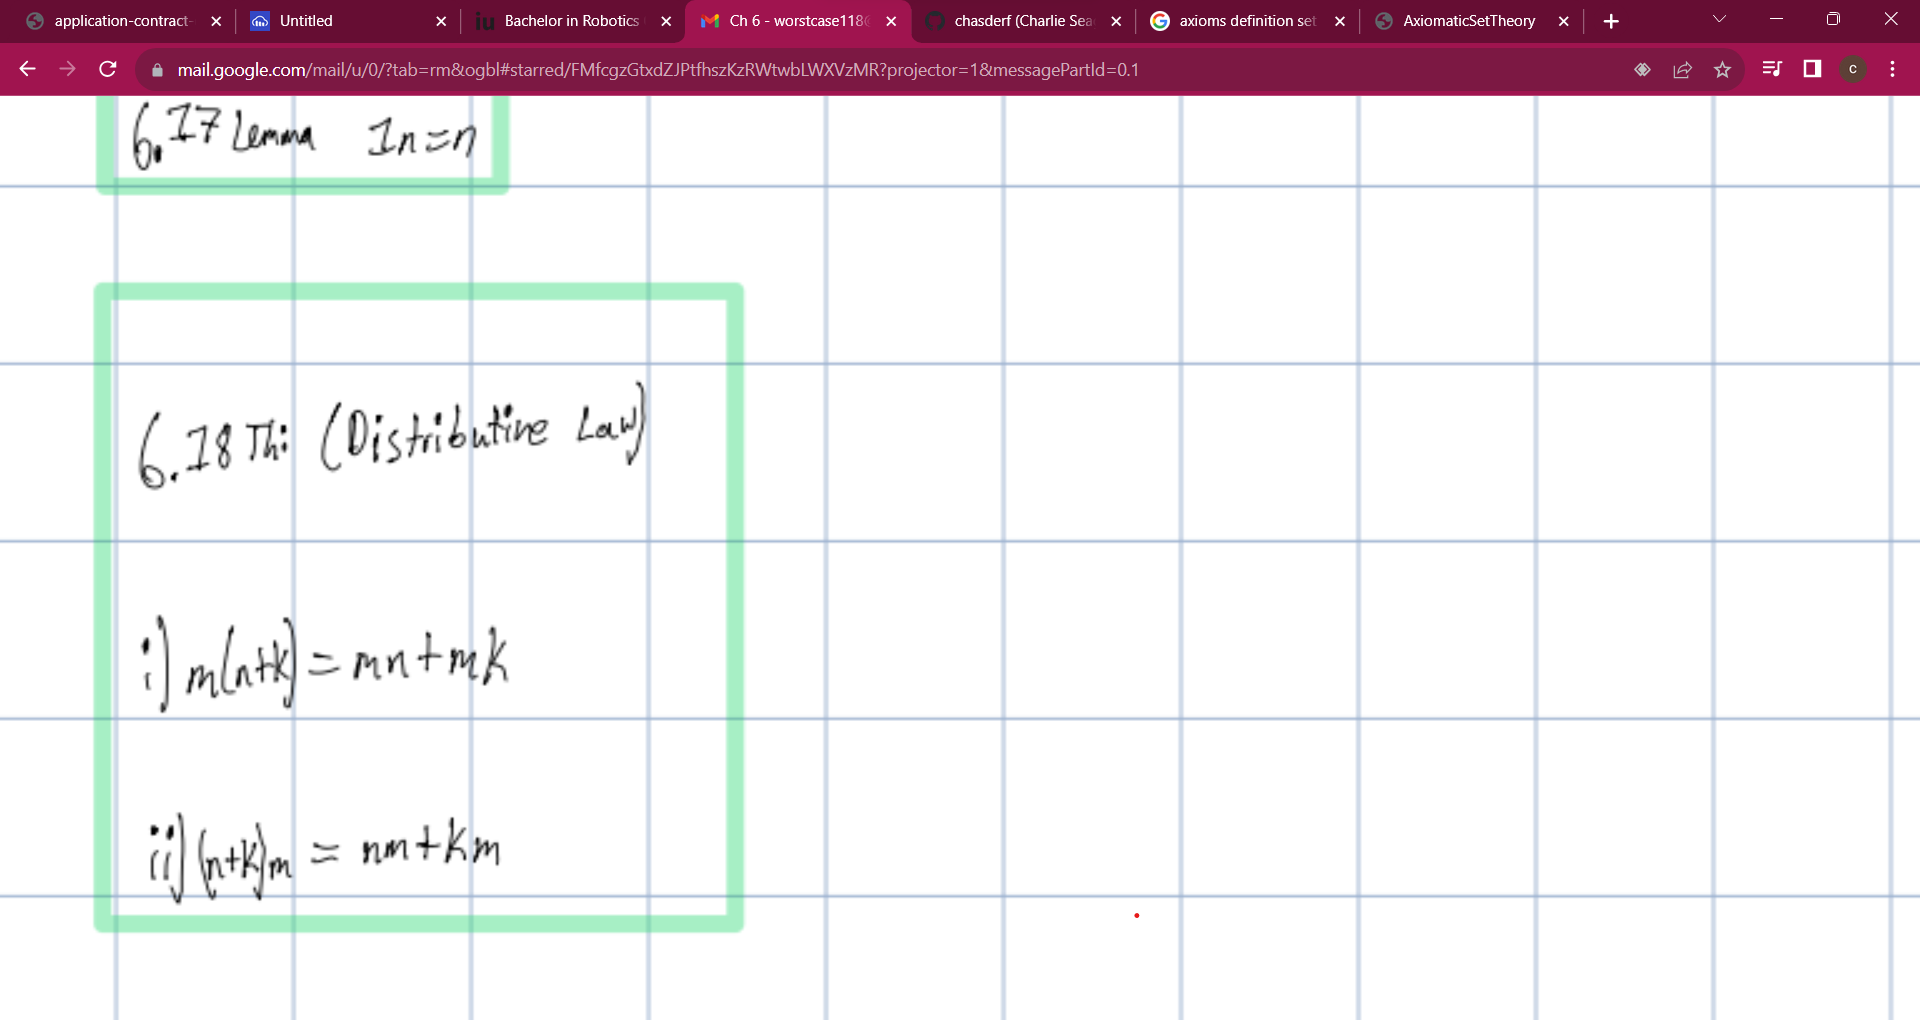 application-contract-
Untitled
iu Bachelor in Robotics
Ch 6 - worstcase118@
chasderf (Charlie Sea
axioms definition set
AxiomaticSetTheory
mail.google.com/mail/u/0/?tab=rm&ogbl#starred/FMfcgzGtxdZJPtfhszKzRWtwbLWXVzMR?projector=1&messagePartId=0.1
c
6.17 Lemma 1n=n
6.18 Th: (Distributive Law)
i) m(n+k) = mn+mk
ii) (n+k)m = nm+km